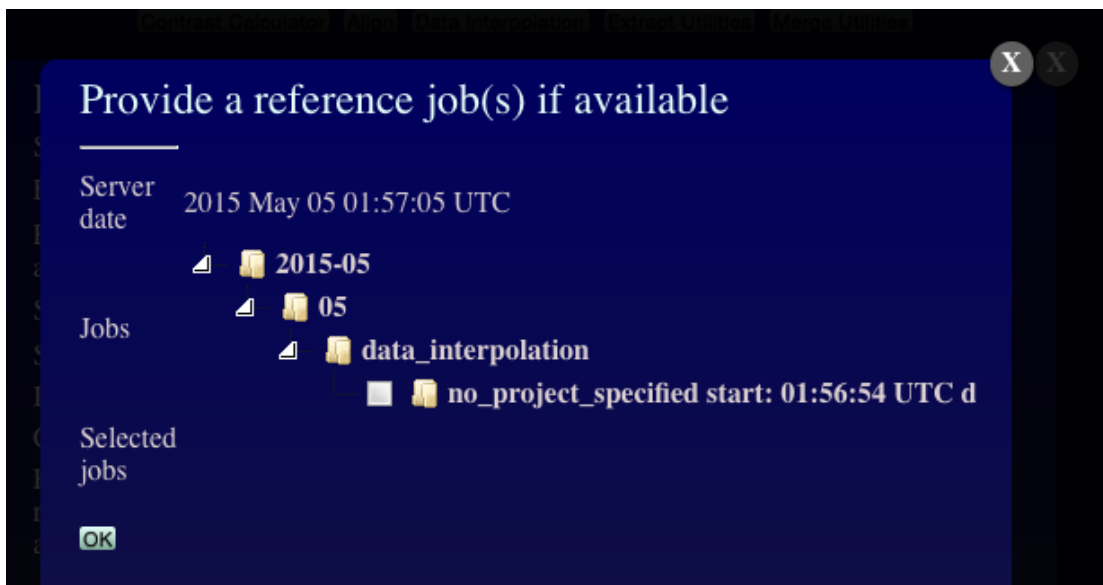 Contrast Calculator Align Data Interpolation Extract Utilities Merge Utilities
X X
Provide a reference job(s) if available
Server
date
2015 May 05 01:57:05 UTC
2015-05
05
Jobs
data_interpolation
no_project_specified start: 01:56:54 UTC d
Selected
jobs
OK